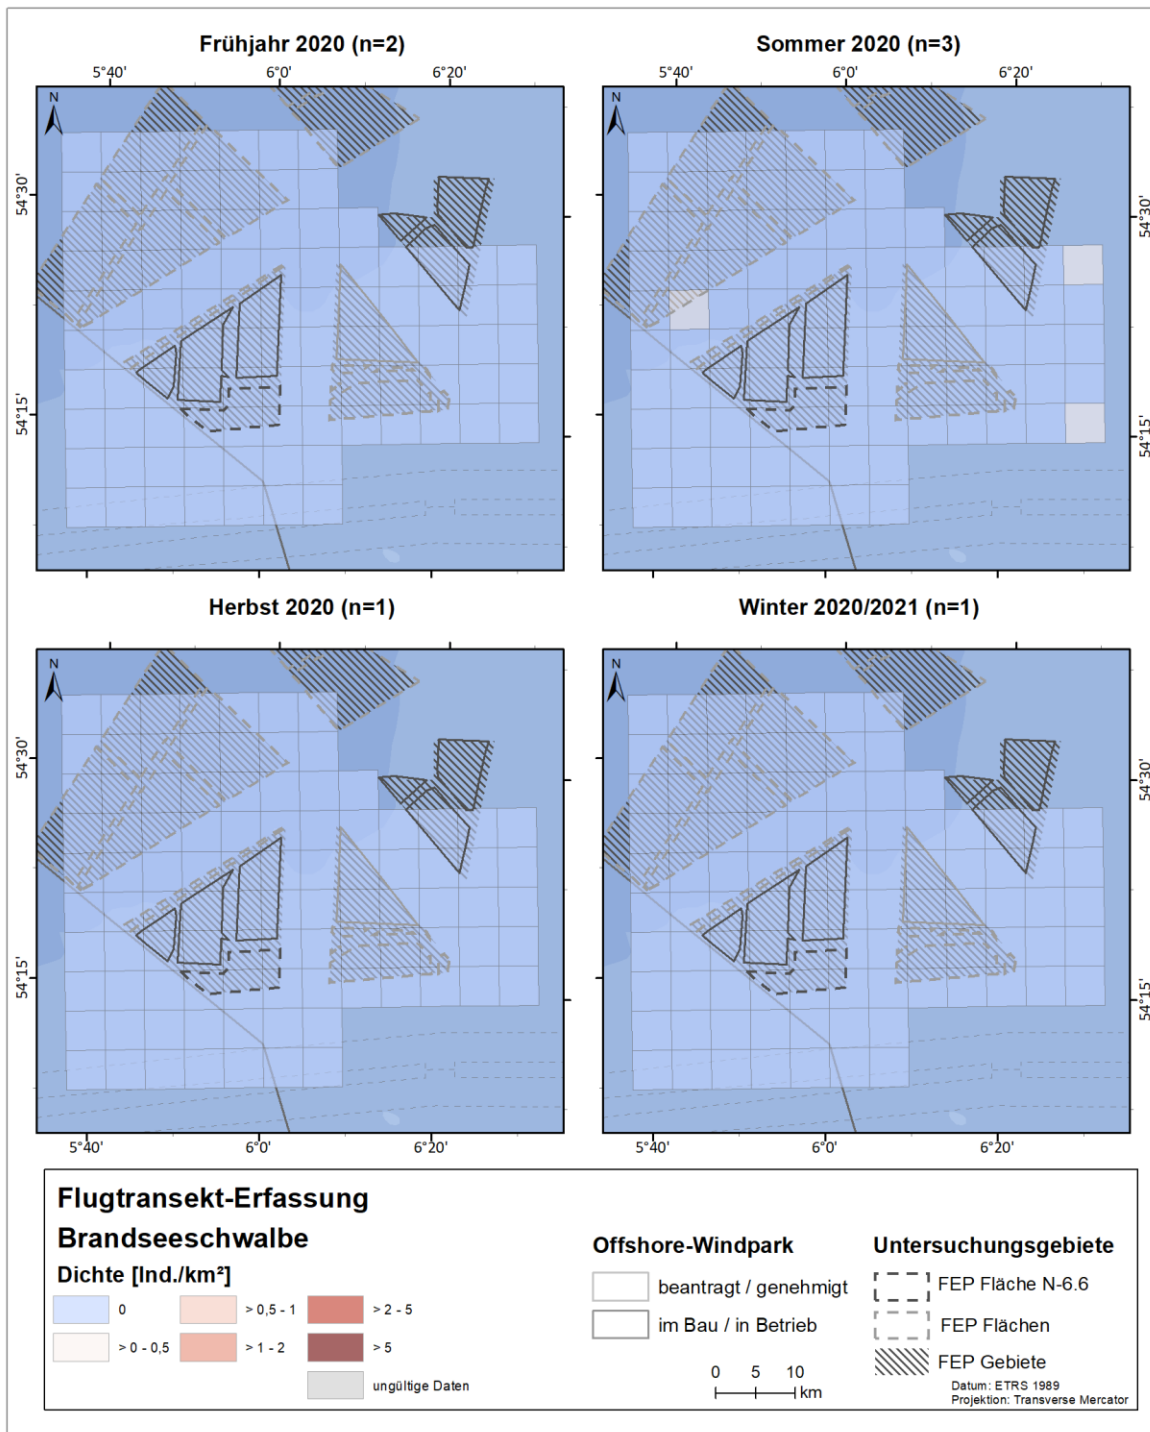 Frühjahr 2020 (n=2)
Sommer 2020 (n=3)
5°40' 6°0' 6°20'
5°40' 6°0' 6°20'
N
N
54°30'
54°30'
54°15'
54°15'
Herbst 2020 (n=1)
Winter 2020/2021 (n=1)
N
N
54°30'
54°30'
54°15'
54°15'
5°40' 6°0' 6°20'
5°40' 6°0' 6°20'
Flugtransekt-Erfassung
Brandseeschwalbe
Dichte [Ind./km²]
0
> 0 - 0,5
> 0,5 - 1
> 1 - 2
> 2 - 5
> 5
ungültige Daten
Offshore-Windpark
beantragt / genehmigt
im Bau / in Betrieb
0 5 10
km
Untersuchungsgebiete
FEP Fläche N-6.6
FEP Flächen
FEP Gebiete
Datum: ETRS 1989
Projektion: Transverse Mercator